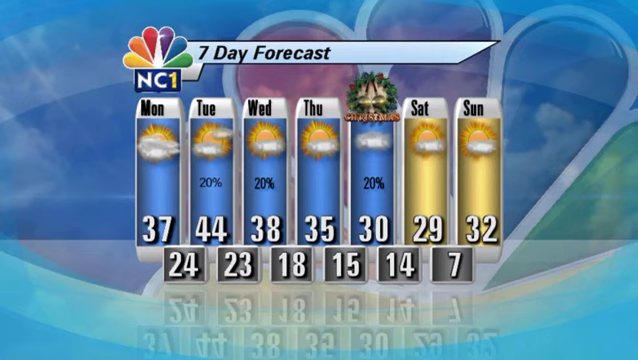 7 Day Forecast
NC1
Mon Tue Wed Thu CHRISTMAS Sat Sun
20% 20% 20%
37 44 38 35 30 29 32
24 23 18 15 14 7